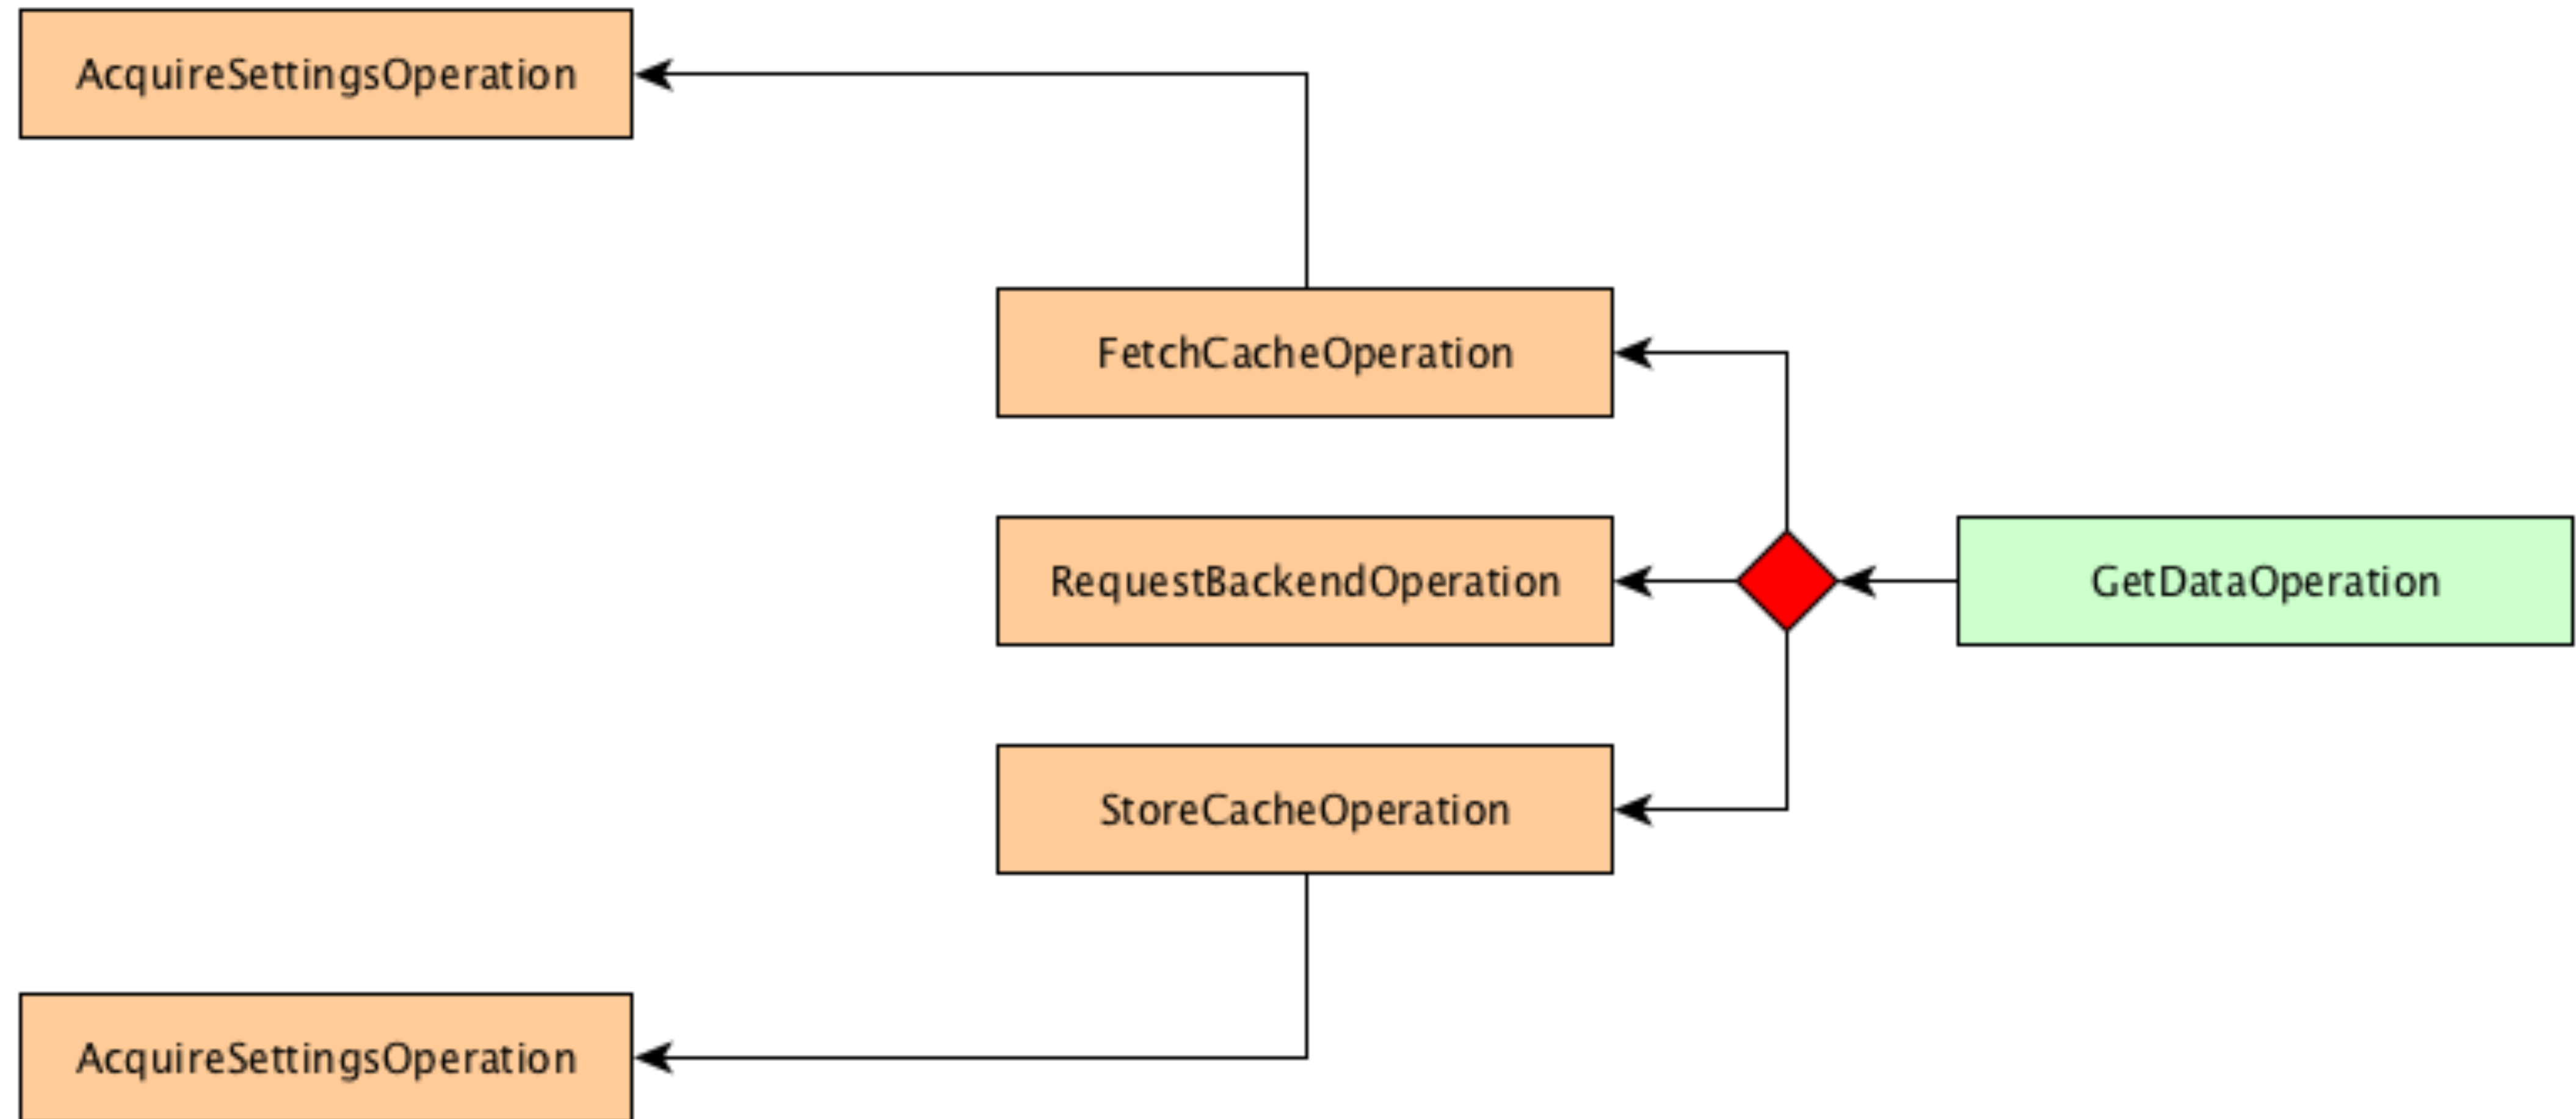 AcquireSettingsOperation
FetchCacheOperation
RequestBackendOperation
GetDataOperation
StoreCacheOperation
AcquireSettingsOperation